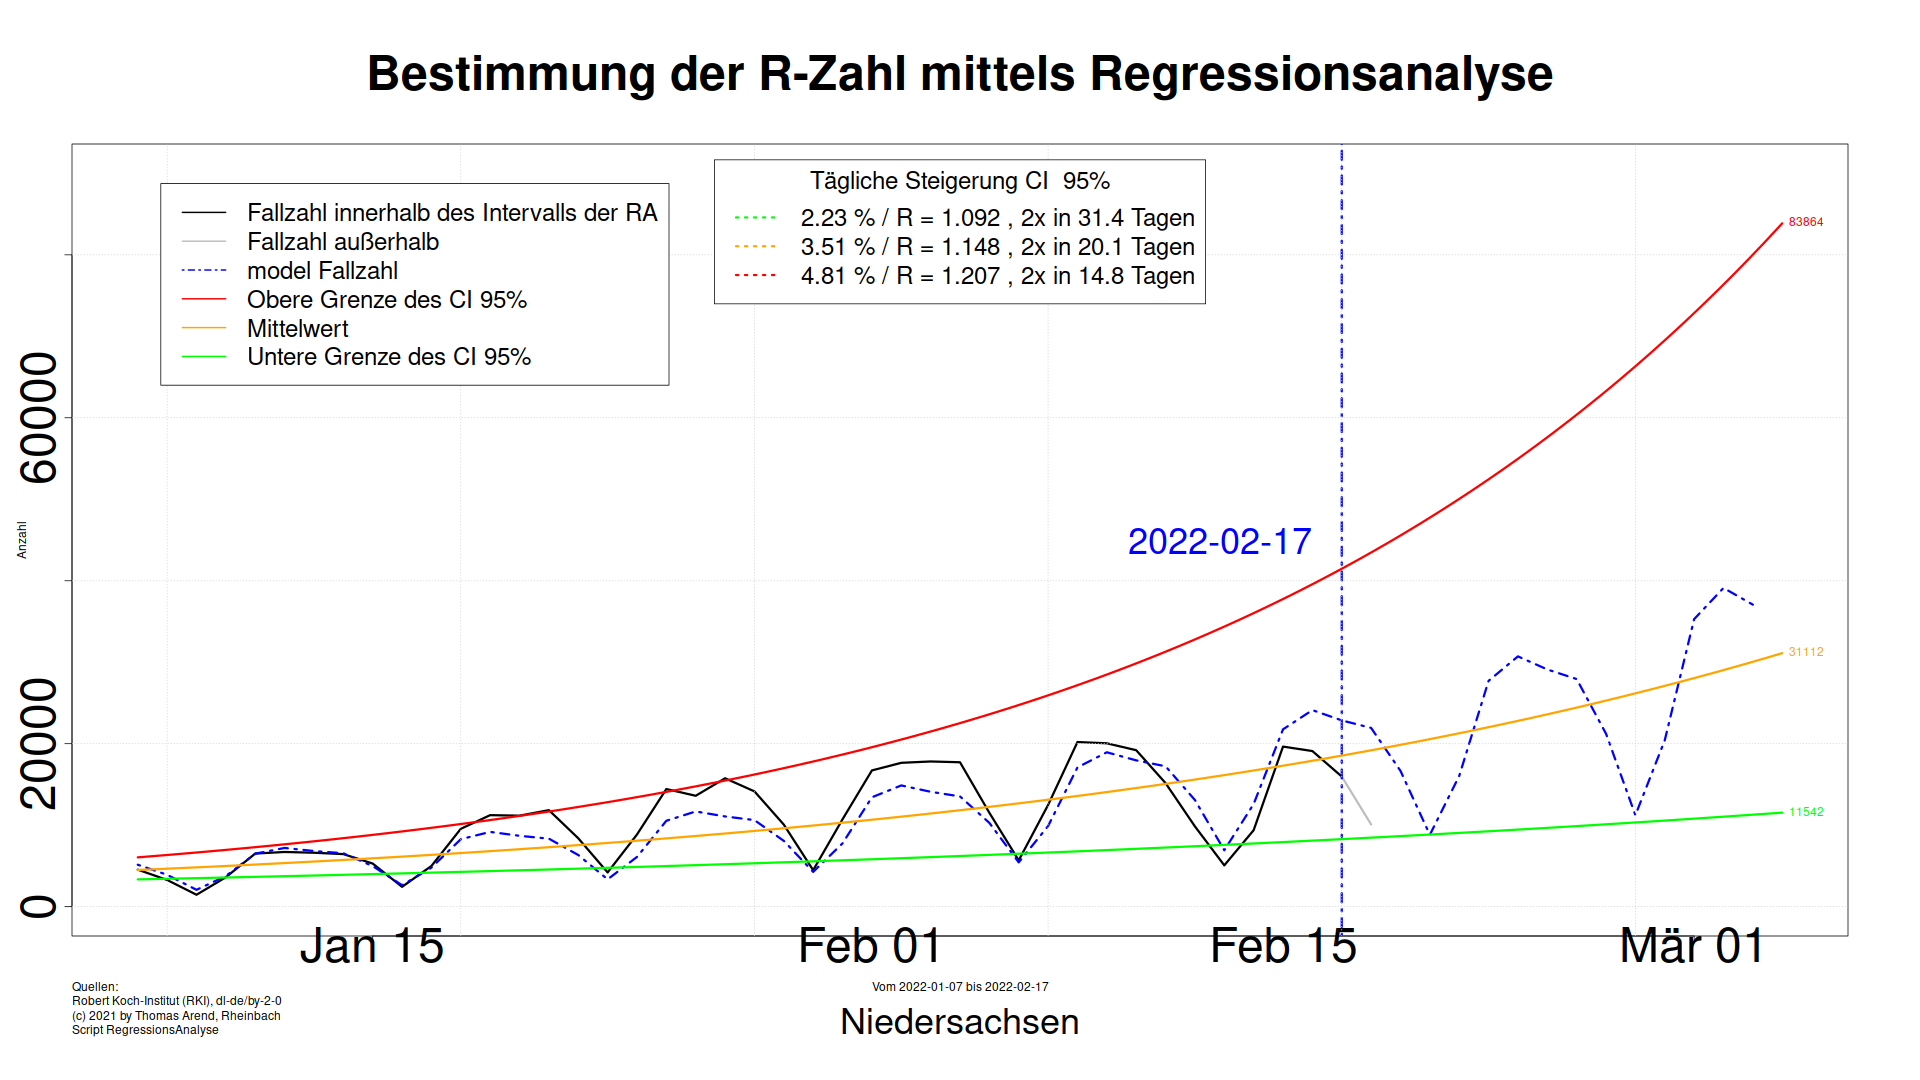 Bestimmung der R-Zahl mittels Regressionsanalyse
Fallzahl innerhalb des Intervalls der RA
Fallzahl außerhalb
model Fallzahl
Obere Grenze des CI 95%
Mittelwert
Untere Grenze des CI 95%
Tägliche Steigerung CI 95%
2.23 % / R = 1.092 , 2x in 31.4 Tagen
3.51 % / R = 1.148 , 2x in 20.1 Tagen
4.81 % / R = 1.207 , 2x in 14.8 Tagen
83864
60000
Anzahl
2022-02-17
31112
20000
11542
0
Jan 15
Feb 01
Feb 15
Mär 01
Quellen:
Robert Koch-Institut (RKI), dl-de/by-2-0
(c) 2021 by Thomas Arend, Rheinbach
Script RegressionsAnalyse
Vom 2022-01-07 bis 2022-02-17
Niedersachsen